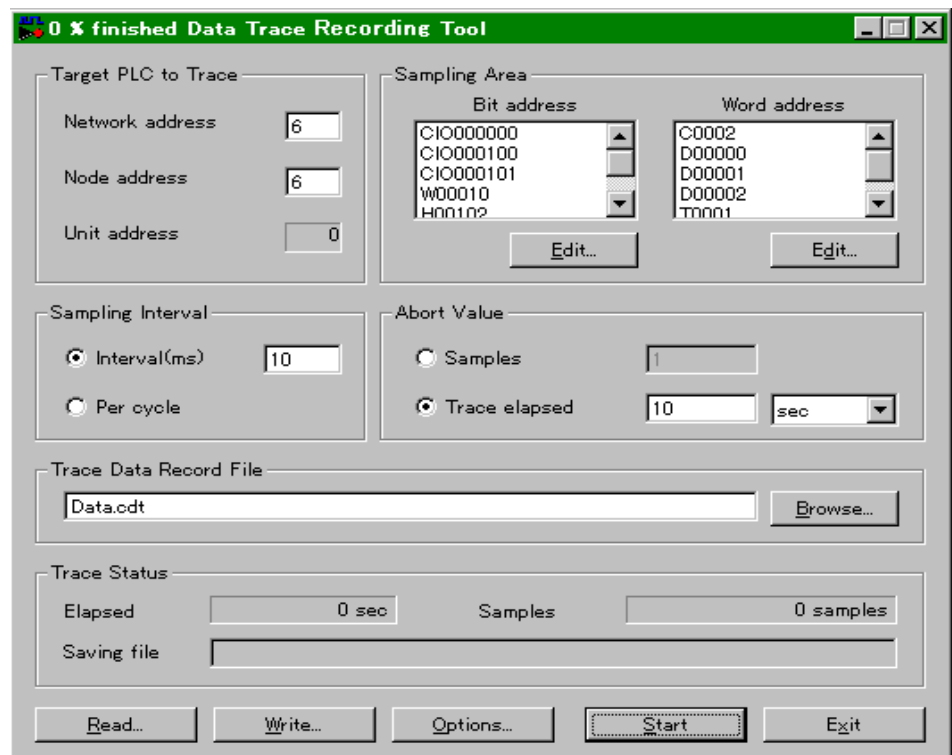 0 % finished Data Trace Recording Tool
Target PLC to Trace
Network address 6
Node address 6
Unit address 0
Sampling Area
Bit address
CIO000000
CIO000100
CIO000101
W00010
H00102
Edit...
Word address
C0002
D00000
D00001
D00002
T0001
Edit...
Sampling Interval
Interval(ms) 10
Per cycle
Abort Value
Samples 1
Trace elapsed 10 sec
Trace Data Record File
Data.cdt Browse...
Trace Status
Elapsed 0 sec Samples 0 samples
Saving file
Read... Write... Options... Start Exit